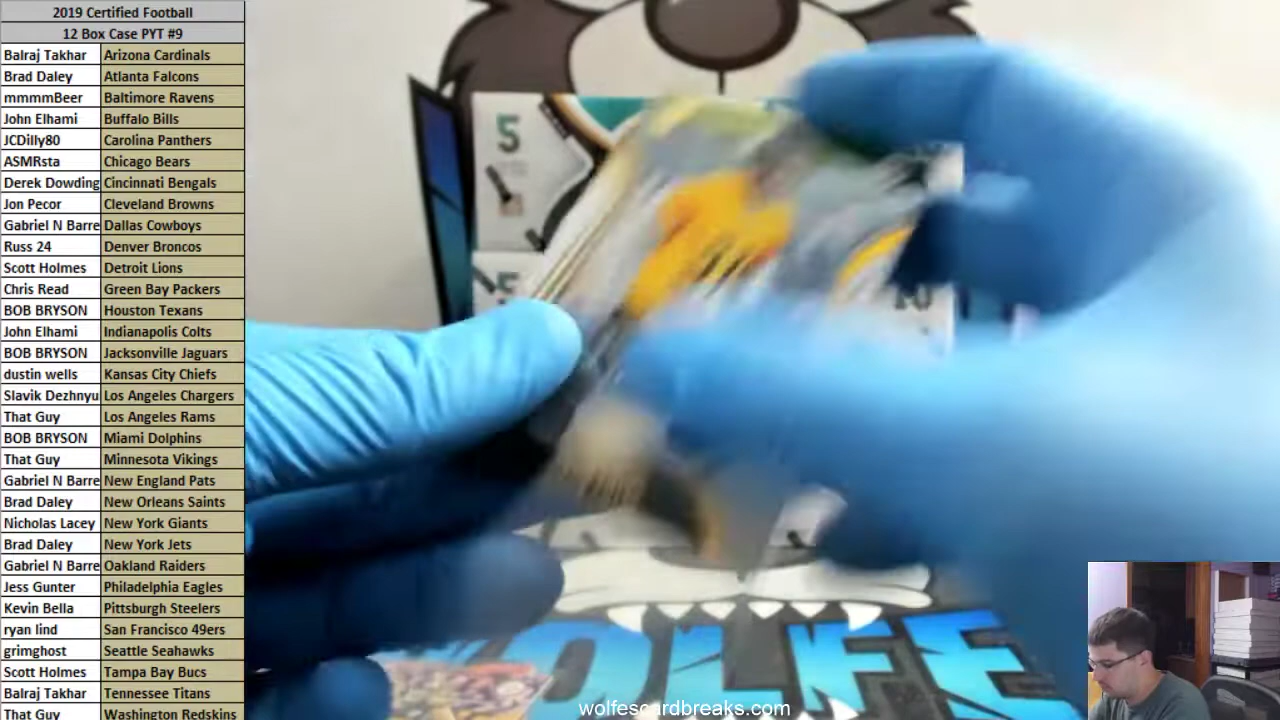 2019 Certified Football
12 Box Case PYT #9
Balraj Takhar Arizona Cardinals
Brad Daley Atlanta Falcons
mmmmBeer Baltimore Ravens
John Elhami Buffalo Bills
JCDilly80 Carolina Panthers
ASMRsta Chicago Bears
Derek Dowding Cincinnati Bengals
Jon Pecor Cleveland Browns
Gabriel N Barre Dallas Cowboys
Russ 24 Denver Broncos
Scott Holmes Detroit Lions
Chris Read Green Bay Packers
BOB BRYSON Houston Texans
John Elhami Indianapolis Colts
BOB BRYSON Jacksonville Jaguars
dustin wells Kansas City Chiefs
Slavik Dezhnyu Los Angeles Chargers
That Guy Los Angeles Rams
BOB BRYSON Miami Dolphins
That Guy Minnesota Vikings
Gabriel N Barre New England Pats
Brad Daley New Orleans Saints
Nicholas Lacey New York Giants
Brad Daley New York Jets
Gabriel N Barre Oakland Raiders
Jess Gunter Philadelphia Eagles
Kevin Bella Pittsburgh Steelers
ryan lind San Francisco 49ers
grimghost Seattle Seahawks
Scott Holmes Tampa Bay Bucs
Balraj Takhar Tennessee Titans
That Guy Washington Redskins
5
5
10
OLFE
wolfescardbreaks.com